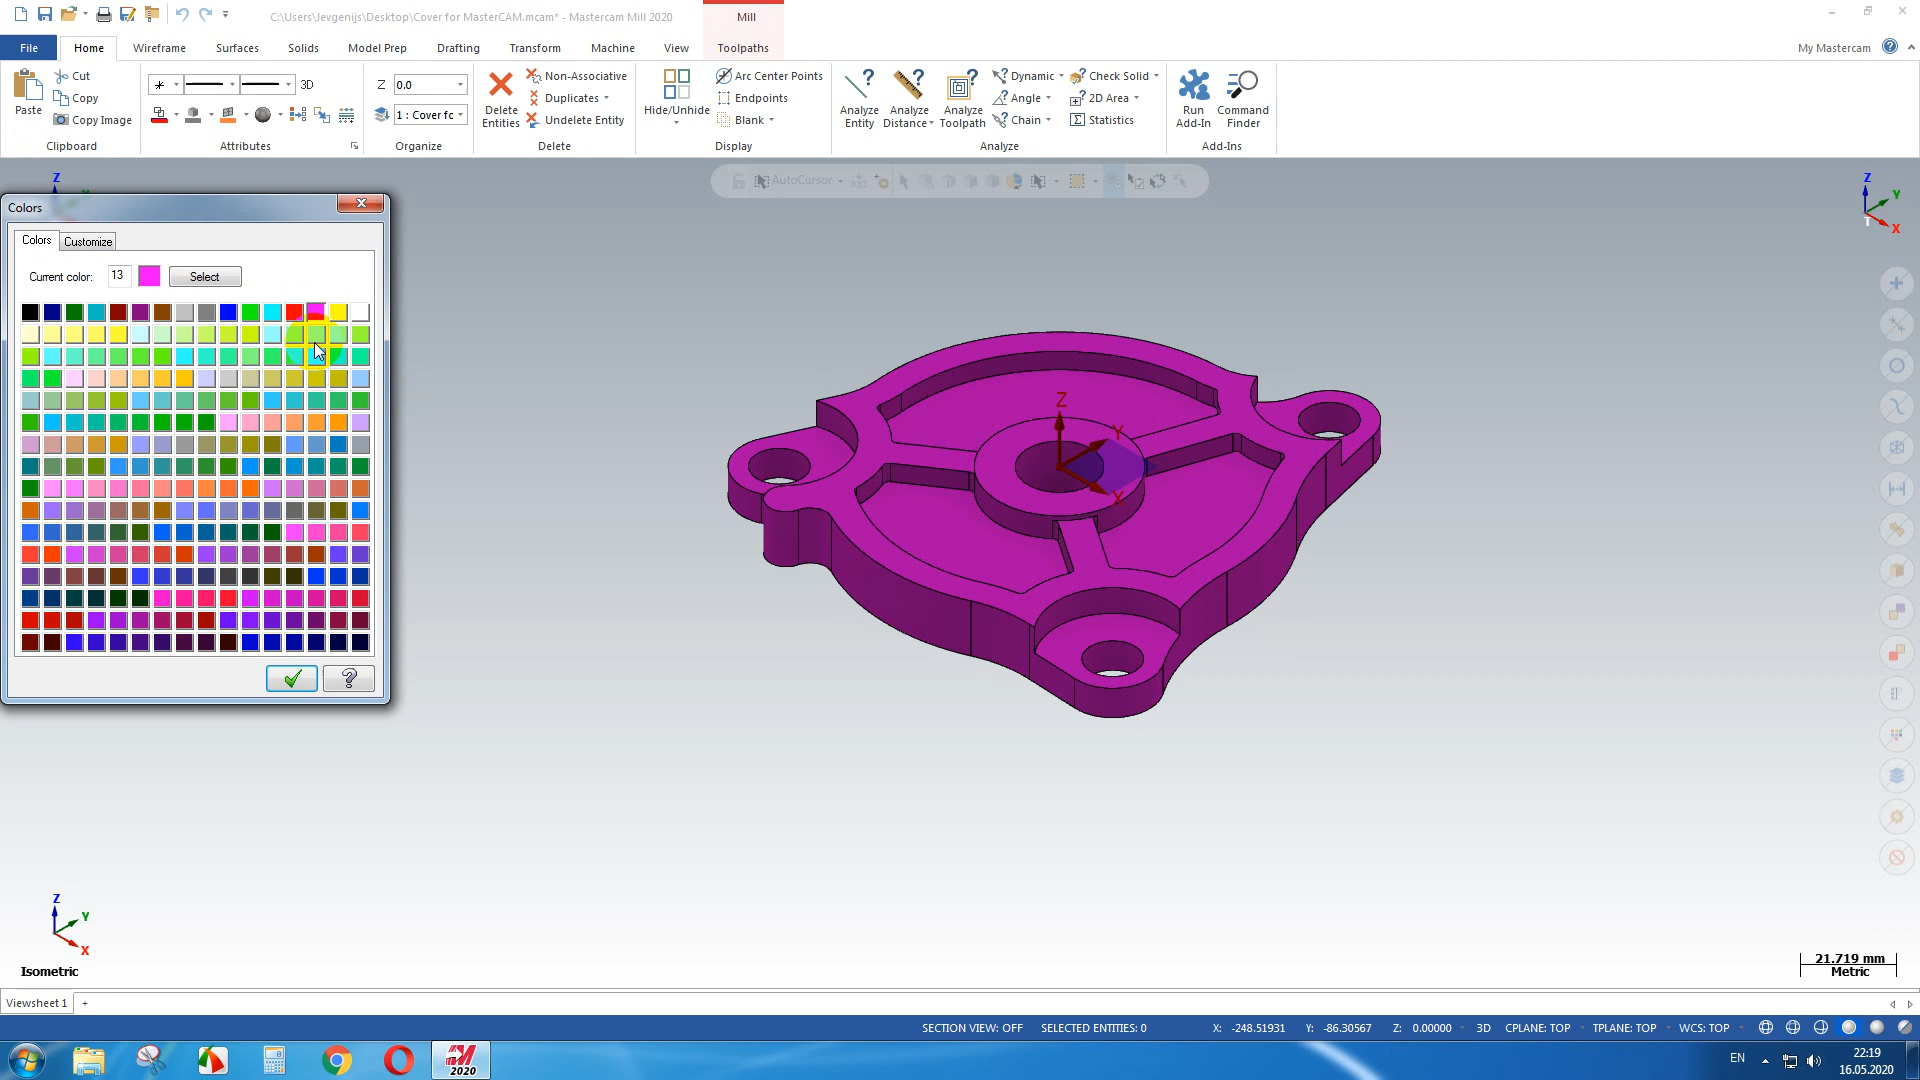 C:\Users\Jevgenijs\Desktop\Cover for MasterCAM.mcam* - Mastercam Mill 2020
Mill
File Home Wireframe Surfaces Solids Model Prep Drafting Transform Machine View Toolpaths My Mastercam ?
Paste
Cut
Copy
Copy Image
Clipboard
3D
Attributes
Z 0.0
1 : Cover fc
Organize
Delete Entities
Non-Associative
Duplicates
Undelete Entity
Delete
Hide/Unhide
Arc Center Points
Endpoints
Blank
Display
Analyze Entity
Analyze Distance
Analyze Toolpath
Dynamic
Angle
Chain
Check Solid
2D Area
Statistics
Analyze
Run Add-In
Command Finder
Add-Ins
AutoCursor
Z
Z
Y
T
X
Colors
Colors Customize
Current color: 13 Select
Z
Y
X
Z
Y
X
Isometric
21.719 mm
Metric
Viewsheet 1 +
SECTION VIEW: OFF SELECTED ENTITIES: 0 X: -248.51931 Y: -86.30567 Z: 0.00000 3D CPLANE: TOP TPLANE: TOP WCS: TOP
2020
EN
22:19
16.05.2020